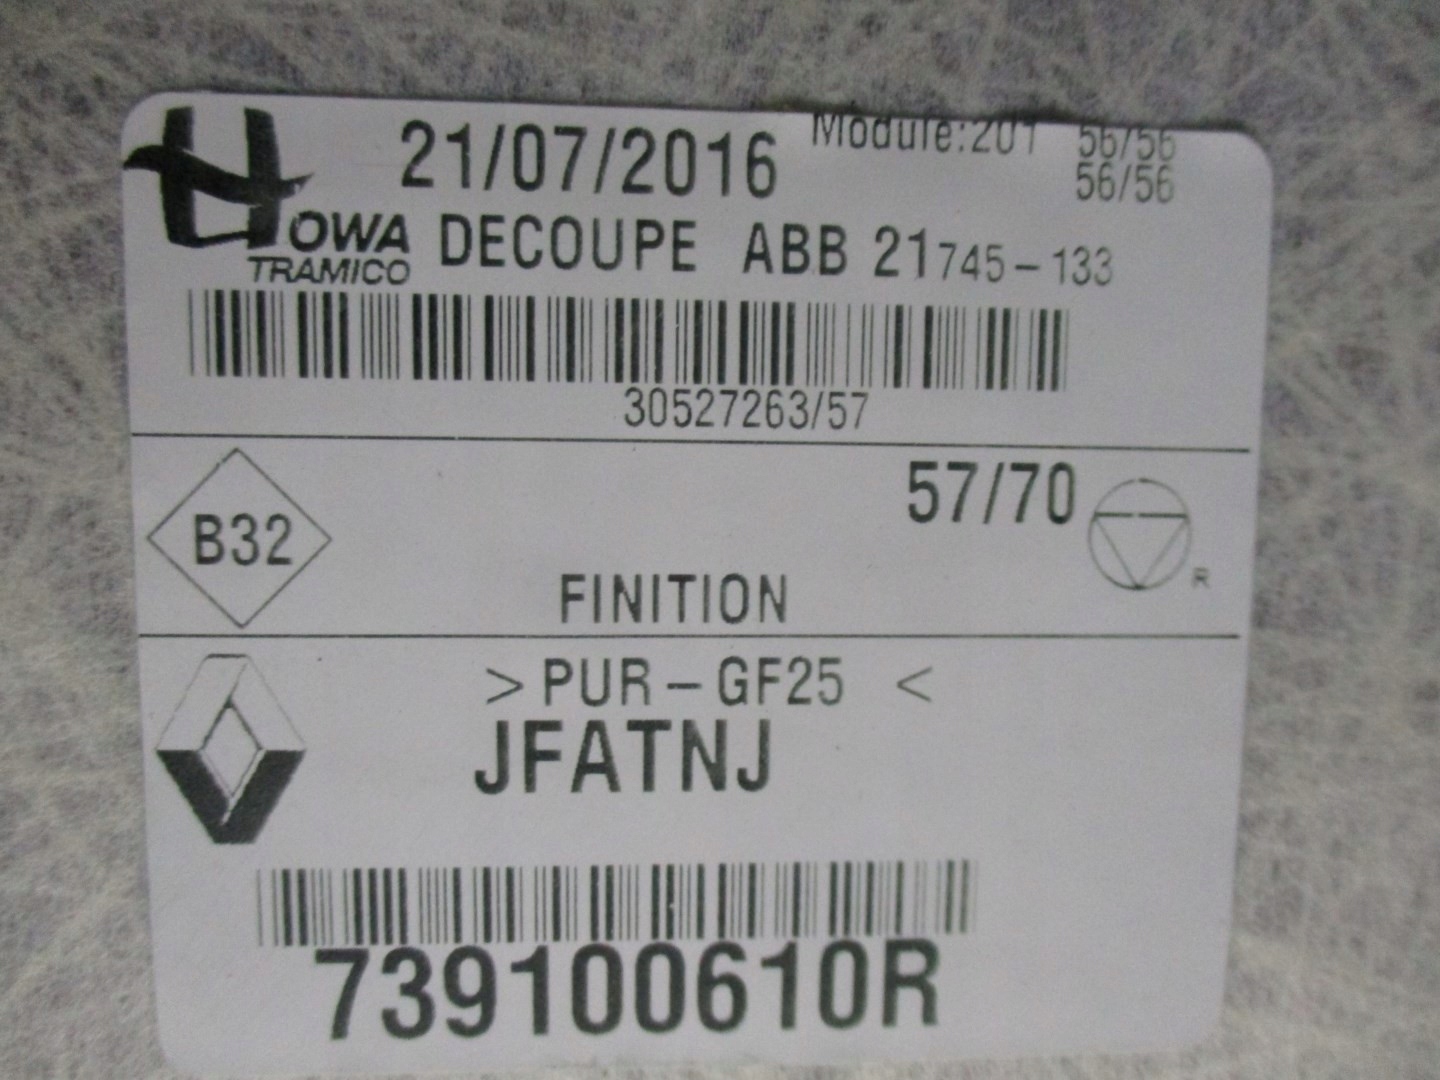 21/07/2016
Module:201 56/56
56/56
HOWA
TRAMICO
DECOUPE ABB 21745-133
30527263/57
57/70
B32
R
FINITION
>PUR-GF25 <
JFATNJ
739100610R